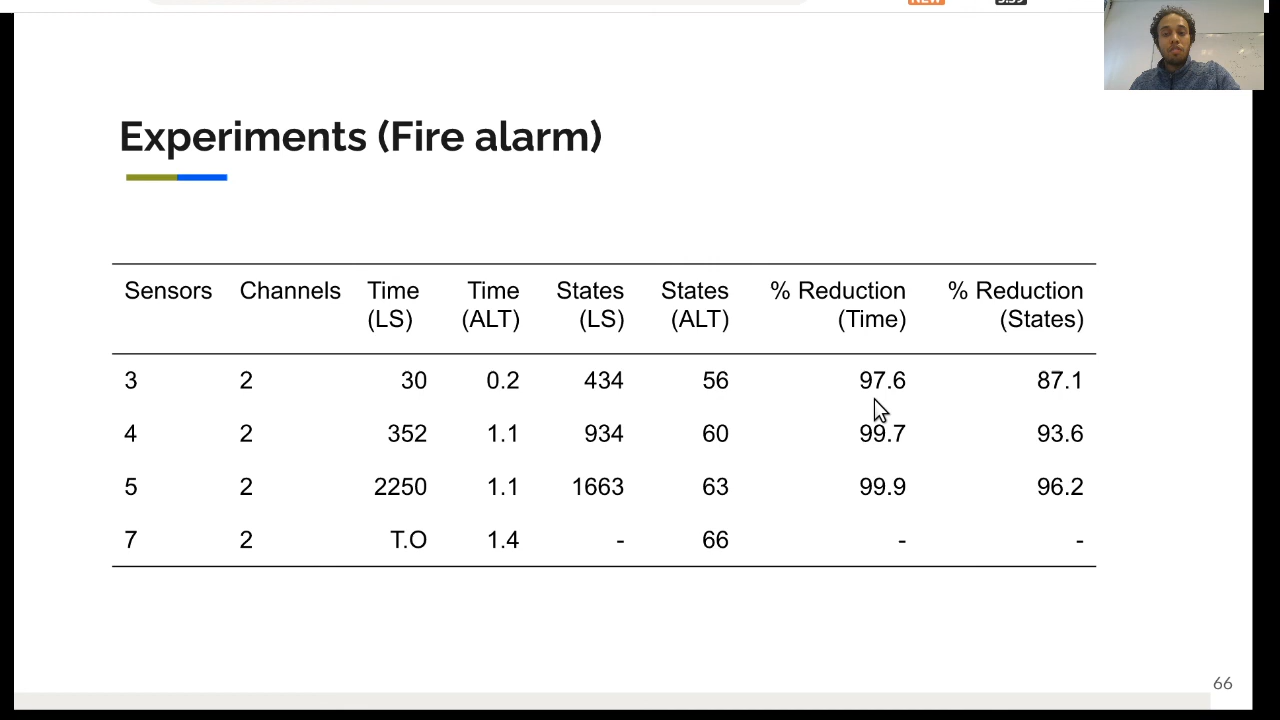 Experiments (Fire alarm)
Sensors Channels Time (LS) Time (ALT) States (LS) States (ALT) % Reduction (Time) % Reduction (States)
3 2 30 0.2 434 56 97.6 87.1
4 2 352 1.1 934 60 99.7 93.6
5 2 2250 1.1 1663 63 99.9 96.2
7 2 T.O 1.4 - 66 - -
66